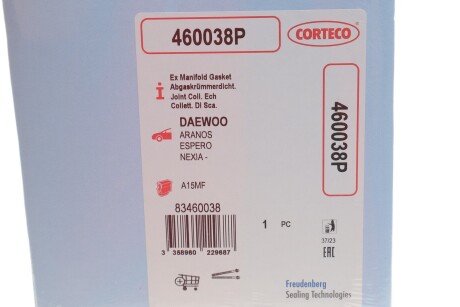 460038P
CORTECO
i
Ex Manifold Gasket
Abgaskrümmerdicht.
Joint Coll. Ech
Collett. Di Sca.
DAEWOO
ARANOS
ESPERO
NEXIA -
460038P
A15MF
83460038
1 PC
3 358960 229687
37/23
EAC
Freudenberg
Sealing Technologies